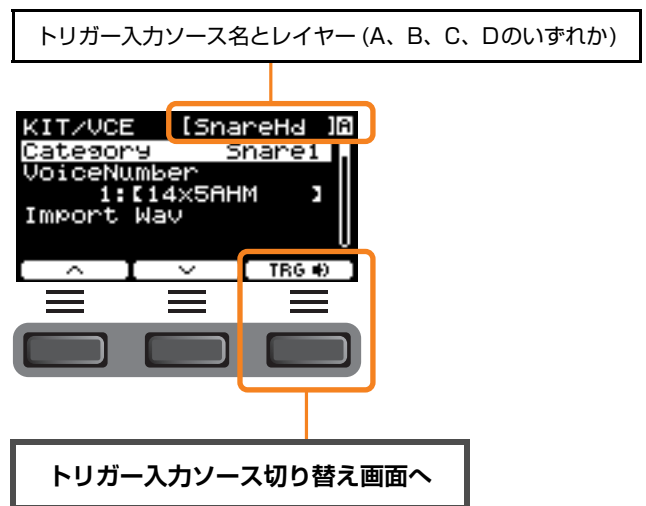 トリガー入力ソース名とレイヤー (A、B、C、Dのいずれか)
KIT/VCE [SnareHd ]A
Category Snare1
VoiceNumber
1:【14x5AHM 】
Import Wav
TRG
トリガー入力ソース切り替え画面へ